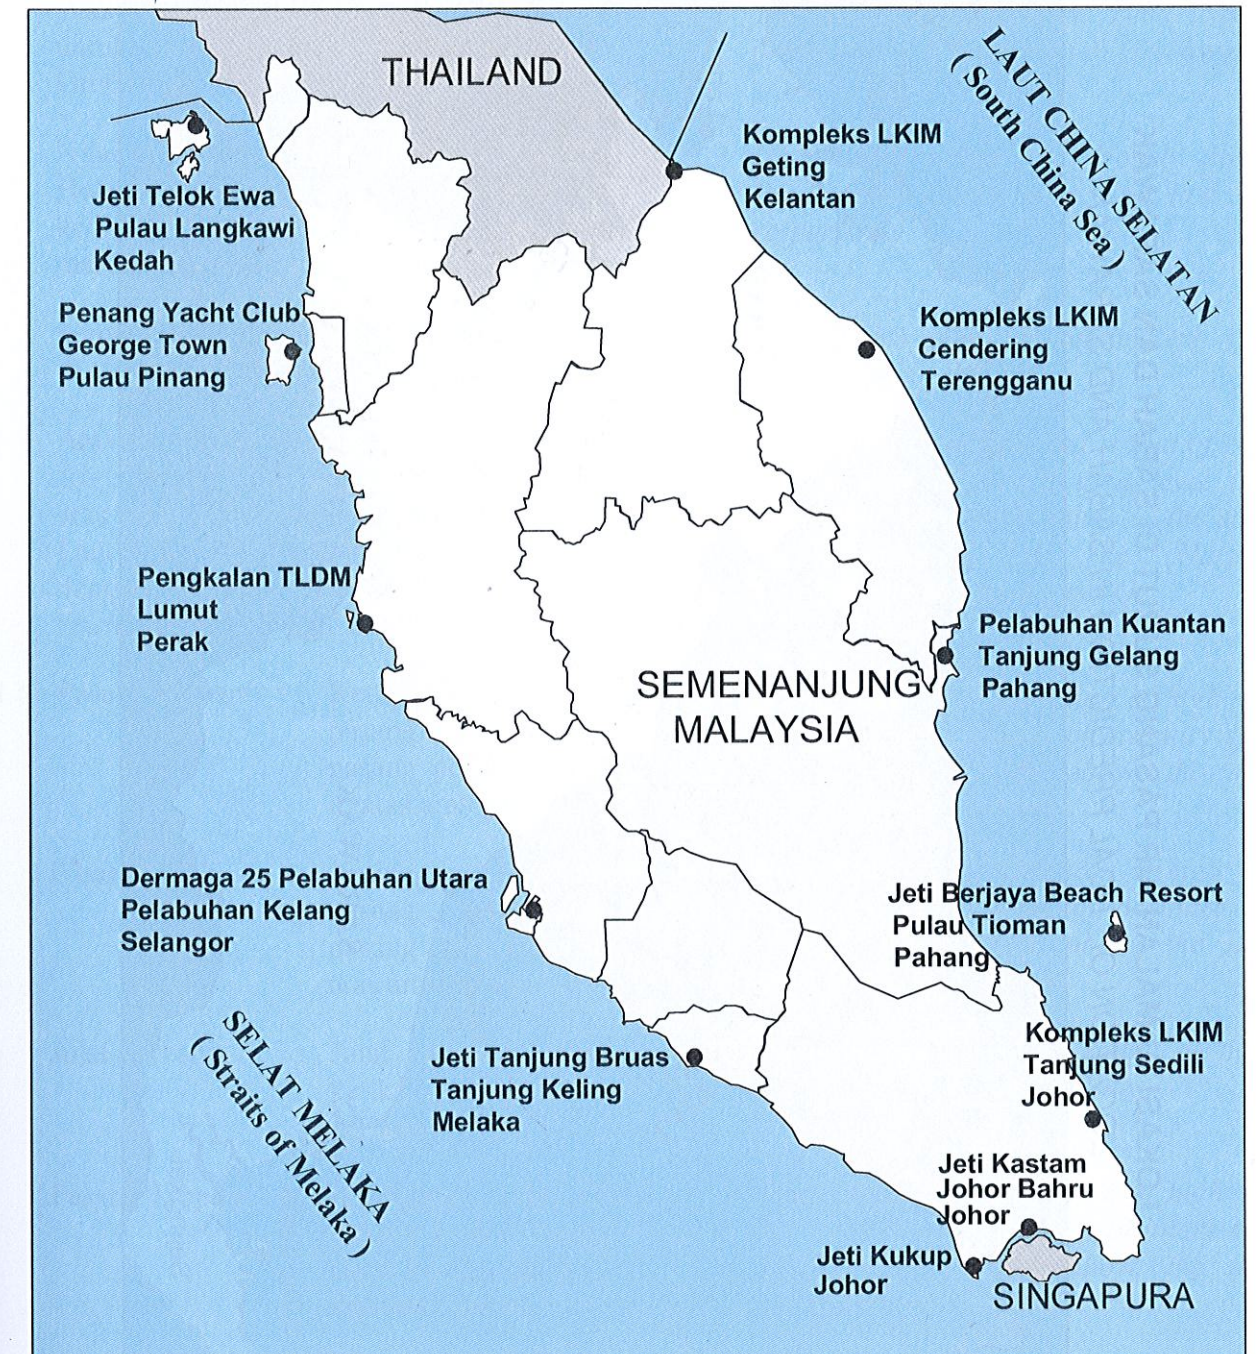 THAILAND
LAUT CHINA SELATAN
( South China Sea )
Kompleks LKIM
Geting
Kelantan
Jeti Telok Ewa
Pulau Langkawi
Kedah
Penang Yacht Club
George Town
Pulau Pinang
Kompleks LKIM
Cendering
Terengganu
Pengkalan TLDM
Lumut
Perak
Pelabuhan Kuantan
Tanjung Gelang
Pahang
SEMENANJUNG
MALAYSIA
Dermaga 25 Pelabuhan Utara
Pelabuhan Kelang
Selangor
Jeti Berjaya Beach Resort
Pulau Tioman
Pahang
SELAT MELAKA
( Straits of Melaka )
Jeti Tanjung Bruas
Tanjung Keling
Melaka
Kompleks LKIM
Tanjung Sedili
Johor
Jeti Kastam
Johor Bahru
Johor
Jeti Kukup
Johor
SINGAPURA